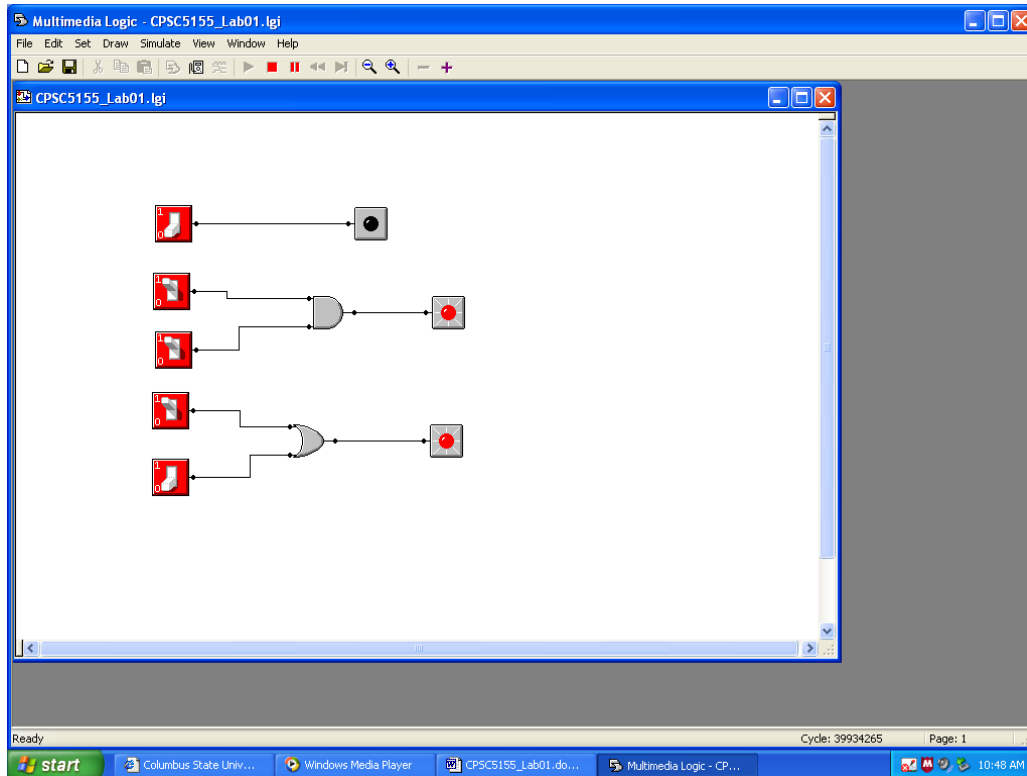 Multimedia Logic - CPSC5155_Lab01.lgi
File Edit Set Draw Simulate View Window Help
CPSC5155_Lab01.lgi
1
0
1
0
1
0
1
0
1
0
Ready Cycle: 39934265 Page: 1
start Columbus State Univ... Windows Media Player CPSC5155_Lab01.do... Multimedia Logic - CP... 10:48 AM